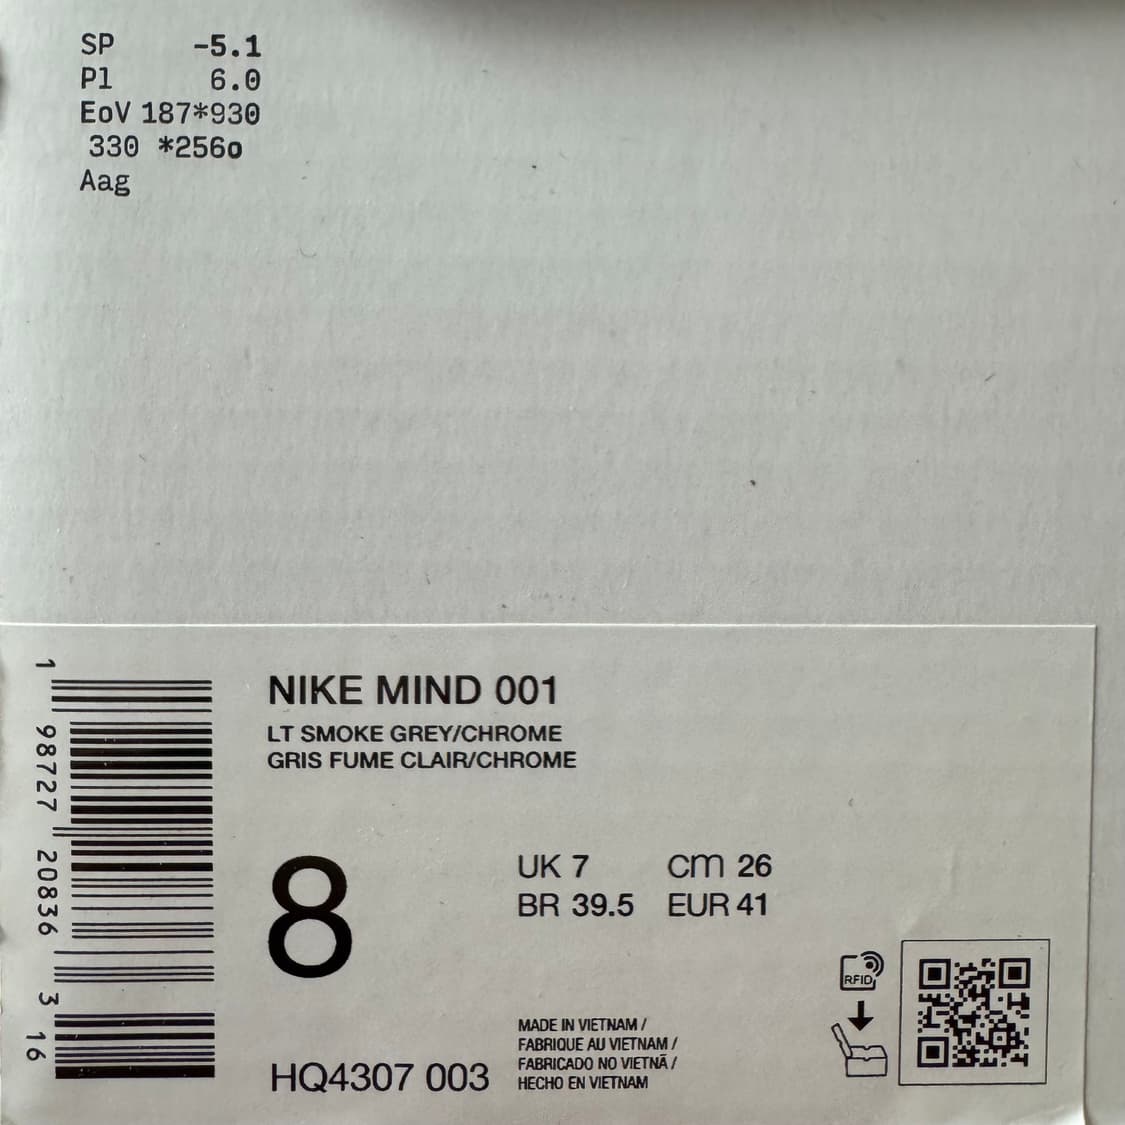 SP -5.1
Pl 6.0
EoV 187*930
330 *256o
Aag
NIKE MIND 001
LT SMOKE GREY/CHROME
GRIS FUME CLAIR/CHROME
8
UK 7 cm 26
BR 39.5 EUR 41
RFID
MADE IN VIETNAM /
FABRIQUE AU VIETNAM /
FABRICADO NO VIETNÃ /
HECHO EN VIETNAM
HQ4307 003
1 98727 20836 3 16